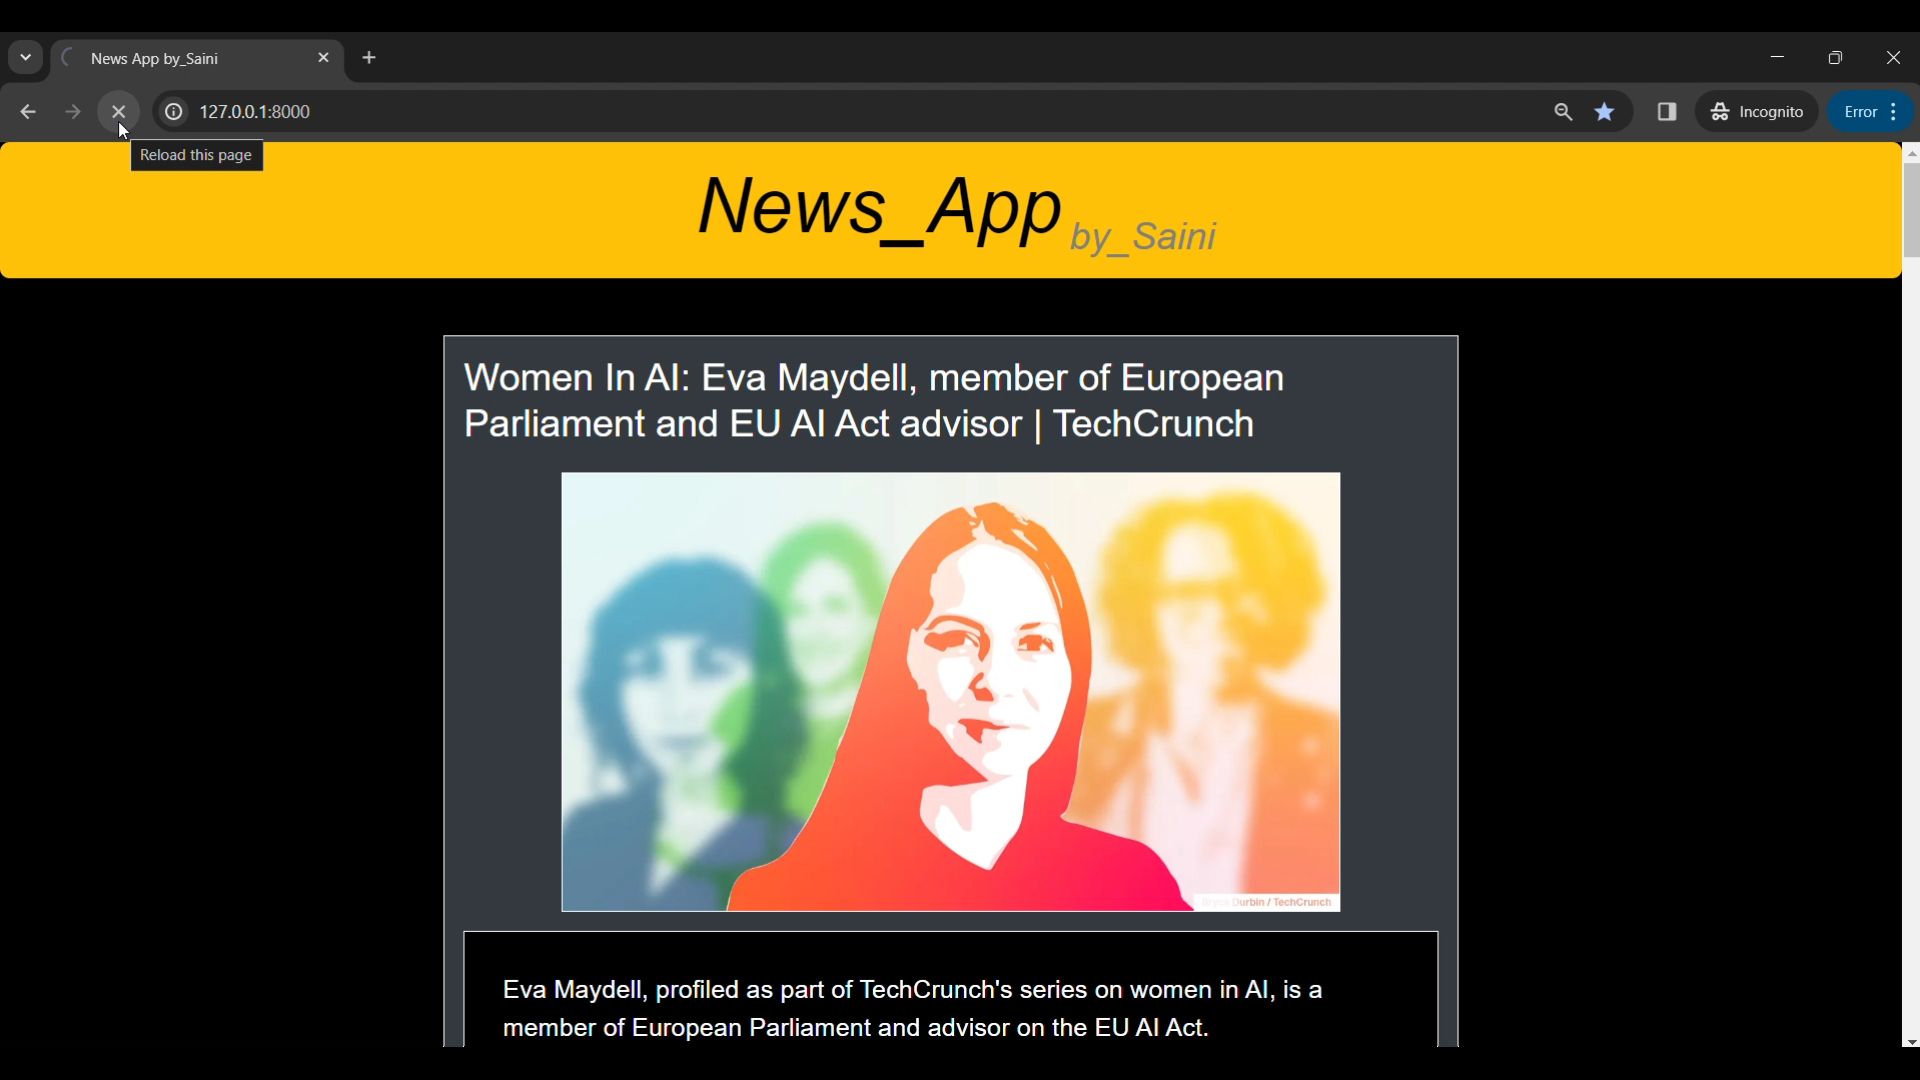 News App by_Saini
127.0.0.1:8000
Incognito
Error
Reload this page
News_App by_Saini
Women In AI: Eva Maydell, member of European
Parliament and EU AI Act advisor | TechCrunch
Bryce Durbin / TechCrunch
Eva Maydell, profiled as part of TechCrunch's series on women in AI, is a
member of European Parliament and advisor on the EU AI Act.